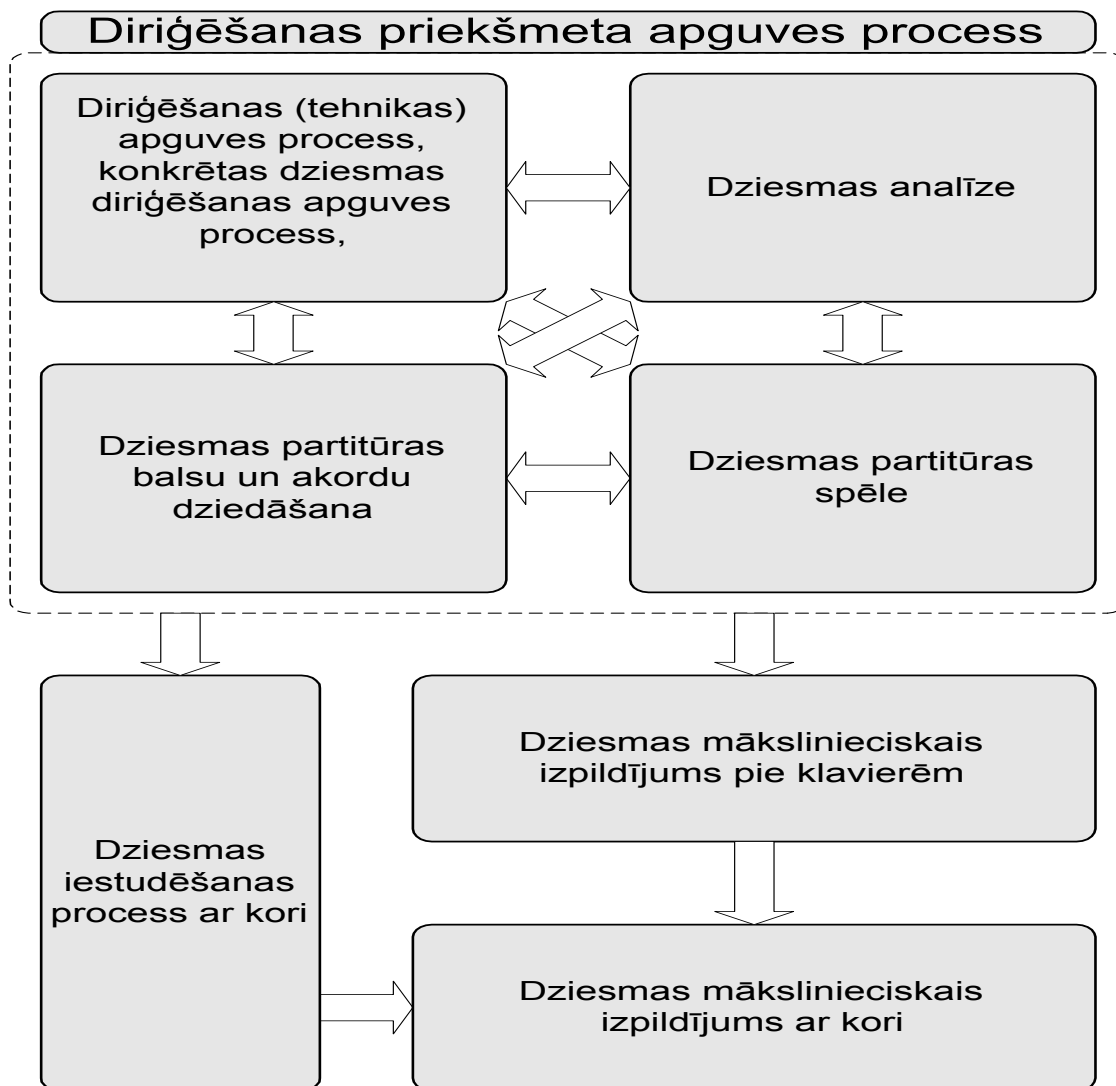 Diriģēšanas priekšmeta apguves process
Diriģēšanas (tehnikas)
apguves process,
konkrētas dziesmas
diriģēšanas apguves
process,
Dziesmas analīze
Dziesmas partitūras
balsu un akordu
dziedāšana
Dziesmas partitūras
spēle
Dziesmas mākslinieciskais
izpildījums pie klavierēm
Dziesmas
iestudēšanas
process ar kori
Dziesmas mākslinieciskais
izpildījums ar kori